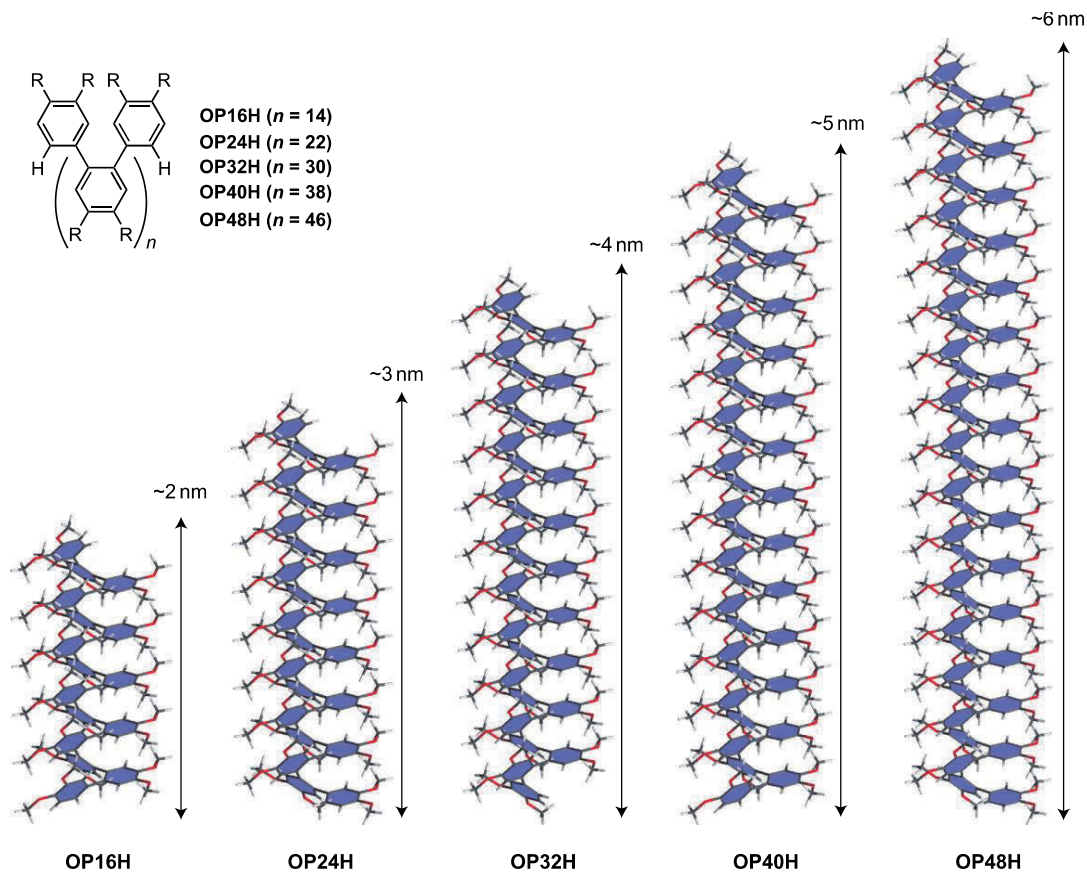 R R R R
H H
R R n
OP16H (n = 14)
OP24H (n = 22)
OP32H (n = 30)
OP40H (n = 38)
OP48H (n = 46)
~2 nm
~3 nm
~4 nm
~5 nm
~6 nm
OP16H OP24H OP32H OP40H OP48H